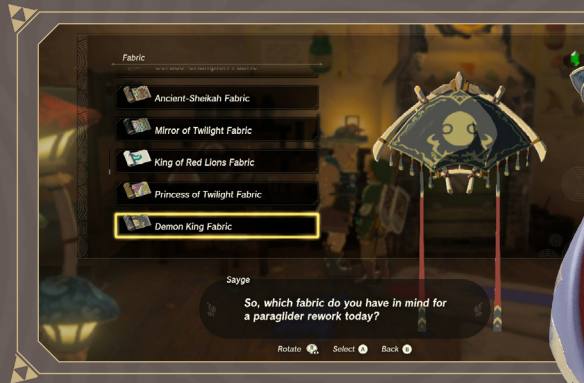 Fabric
Ancient-Sheikah Fabric
Mirror of Twilight Fabric
King of Red Lions Fabric
Princess of Twilight Fabric
Demon King Fabric
Sayge
So, which fabric do you have in mind for
a paraglider rework today?
Rotate R Select A Back B